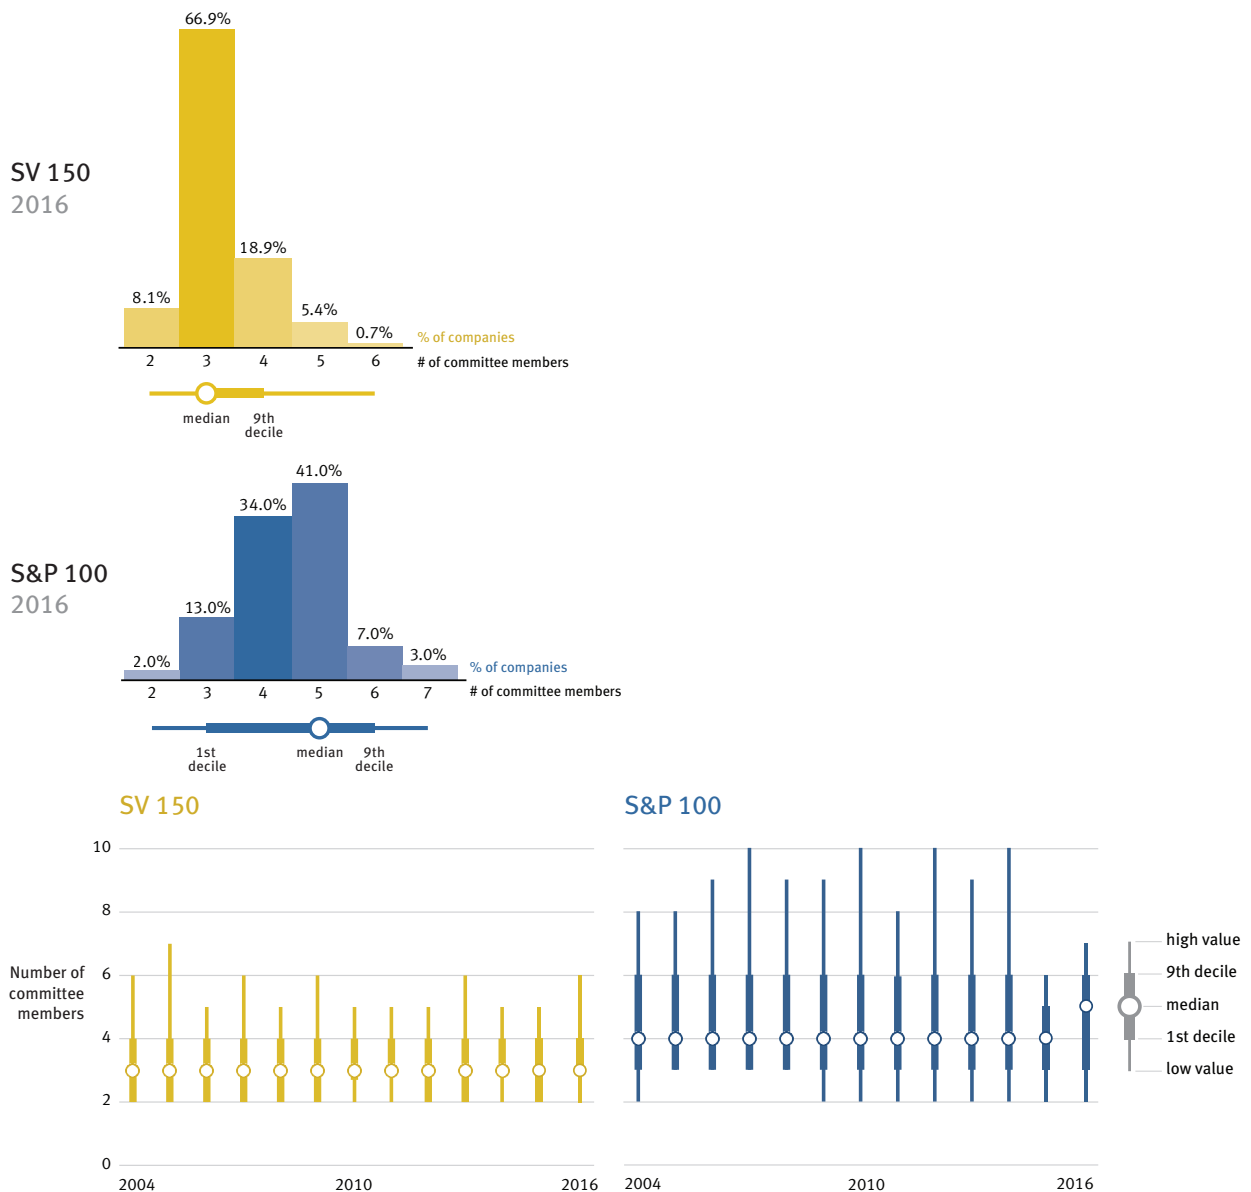 66.9%
SV 150
2016
18.9%
8.1%
5.4%
0.7%
% of companies
2 3 4 5 6
# of committee members
median
9th
decile
41.0%
34.0%
S&P 100
2016
13.0%
7.0%
2.0%
3.0%
% of companies
2 3 4 5 6 7
# of committee members
1st
decile
median
9th
decile
SV 150
S&P 100
10
8
6
4
2
0
Number of
committee
members
2004 2010 2016
2004 2010 2016
high value
9th decile
median
1st decile
low value